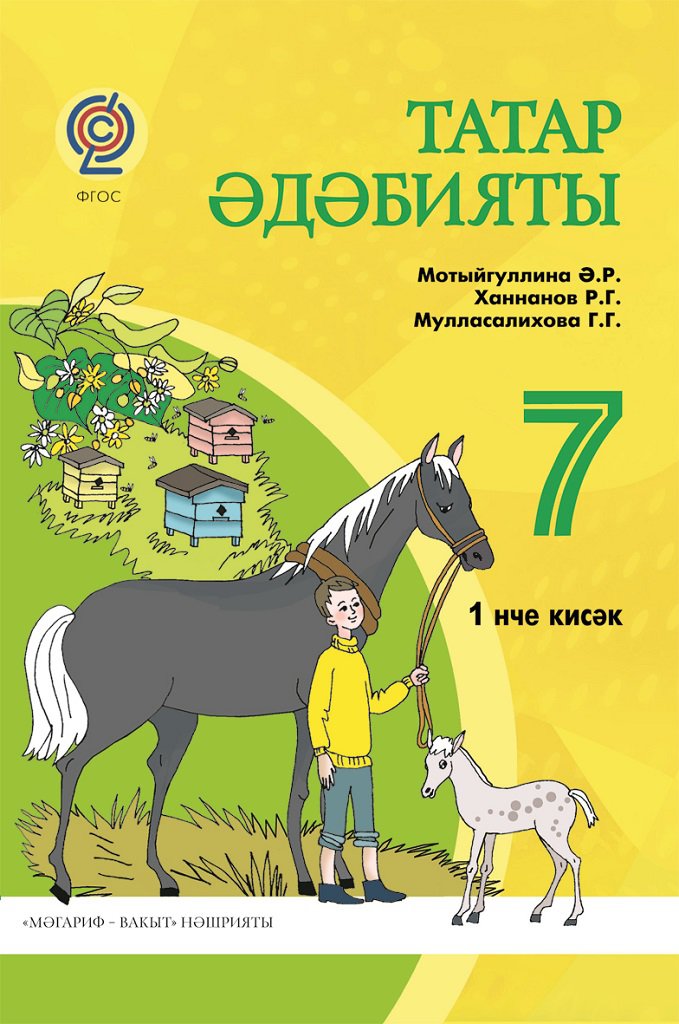 ФГОС
ТАТАР
ӘДӘБИЯТЫ
Мотыйгуллина Ә.Р.
Ханнанов Р.Г.
Мулласалихова Г.Г.
7
1 нче кисәк
«МӘГАРИФ – ВАКЫТ» НӘШРИЯТЫ